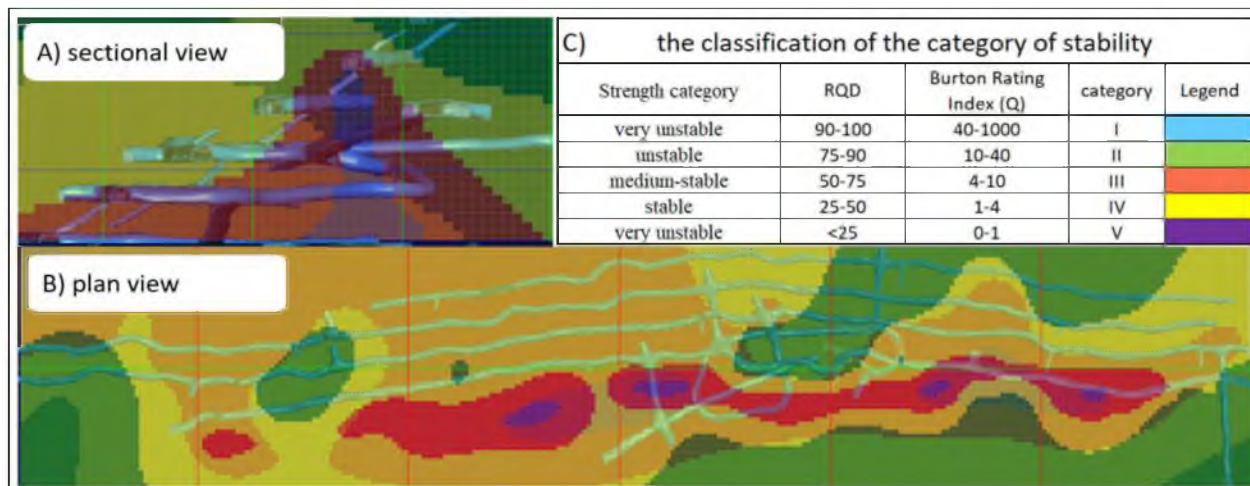 A) sectional view
C) the classification of the category of stability
Strength category RQD Burton Rating Index (Q) category Legend
very unstable 90-100 40-1000 I
unstable 75-90 10-40 II
medium-stable 50-75 4-10 III
stable 25-50 1-4 IV
very unstable <25 0-1 V
B) plan view